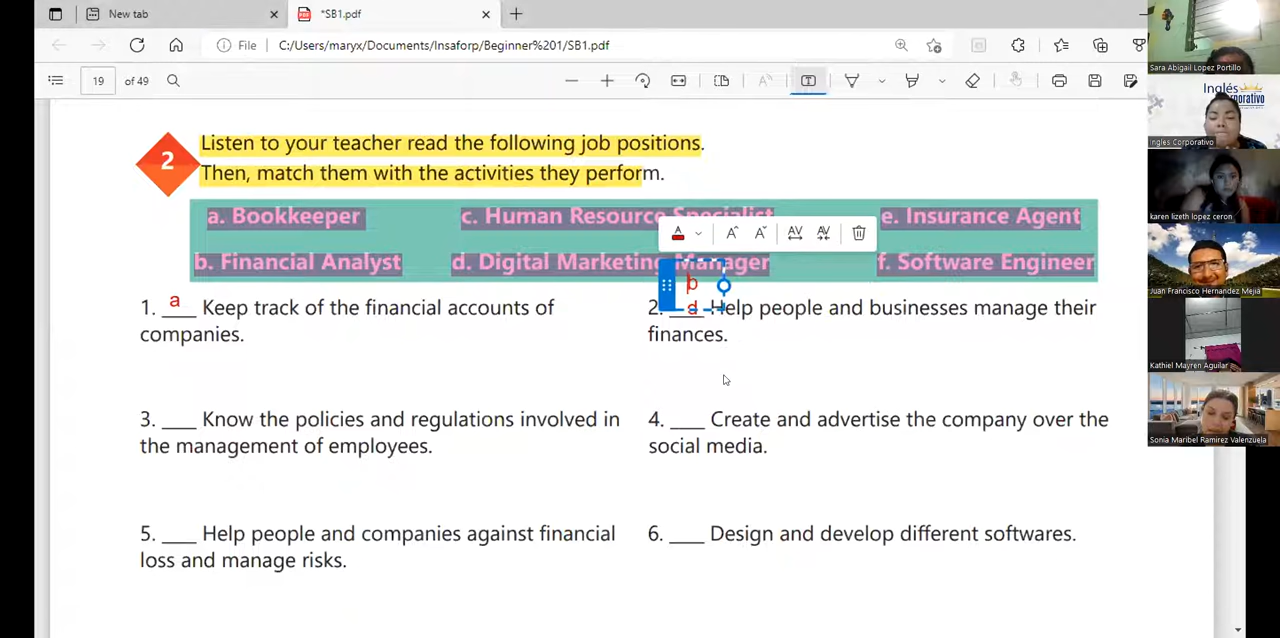 New tab
*SB1.pdf
File
C:/Users/maryx/Documents/Insaforp/Beginner%201/SB1.pdf
19 of 49
2
Listen to your teacher read the following job positions.
Then, match them with the activities they perform.
a. Bookkeeper
c. Human Resource Specialist
e. Insurance Agent
b. Financial Analyst
d. Digital Marketing Manager
f. Software Engineer
b
1. a Keep track of the financial accounts of
companies.
2. d Help people and businesses manage their
finances.
3. ___ Know the policies and regulations involved in
the management of employees.
4. ___ Create and advertise the company over the
social media.
5. ___ Help people and companies against financial
loss and manage risks.
6. ___ Design and develop different softwares.
Sara Abigail Lopez Portillo
Inglés
Corporativo
Ingles Corporativo
karen lizeth lopez ceron
Juan Francisco Hernandez Mejia
Kathiel Mayren Aguilar
Sonia Maribel Ramirez Valenzuela